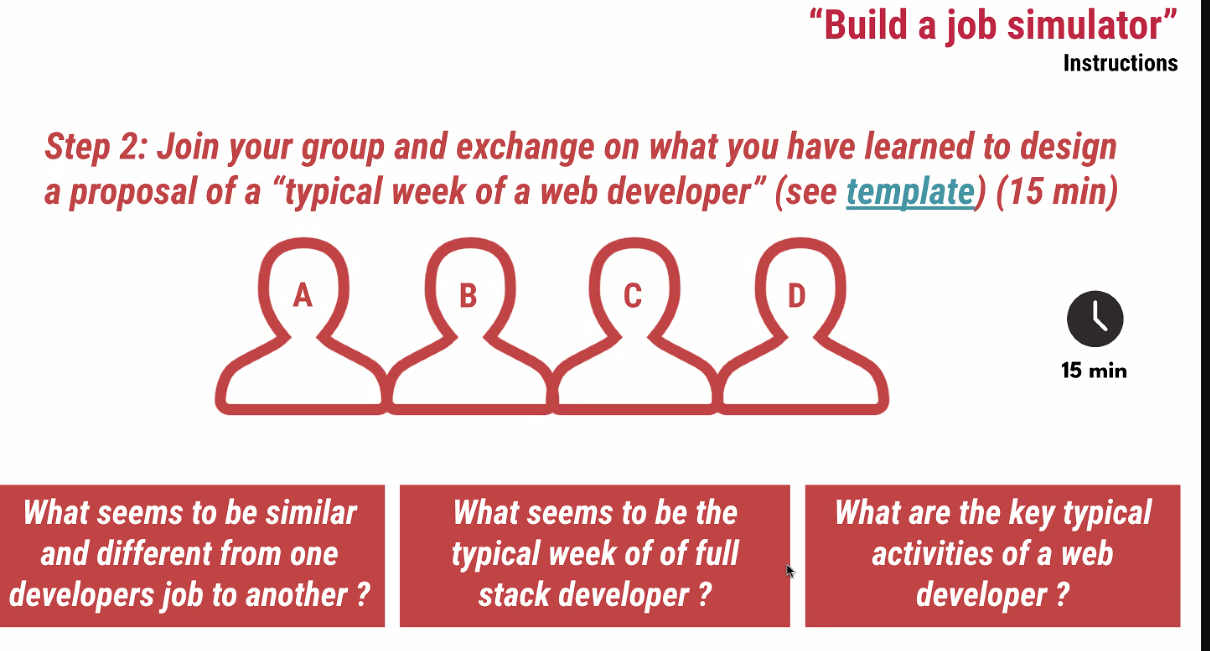 “Build a job simulator”
Instructions
Step 2: Join your group and exchange on what you have learned to design
a proposal of a “typical week of a web developer” (see template) (15 min)
A B C D
15 min
What seems to be similar
and different from one
developers job to another ?
What seems to be the
typical week of of full
stack developer ?
What are the key typical
activities of a web
developer ?